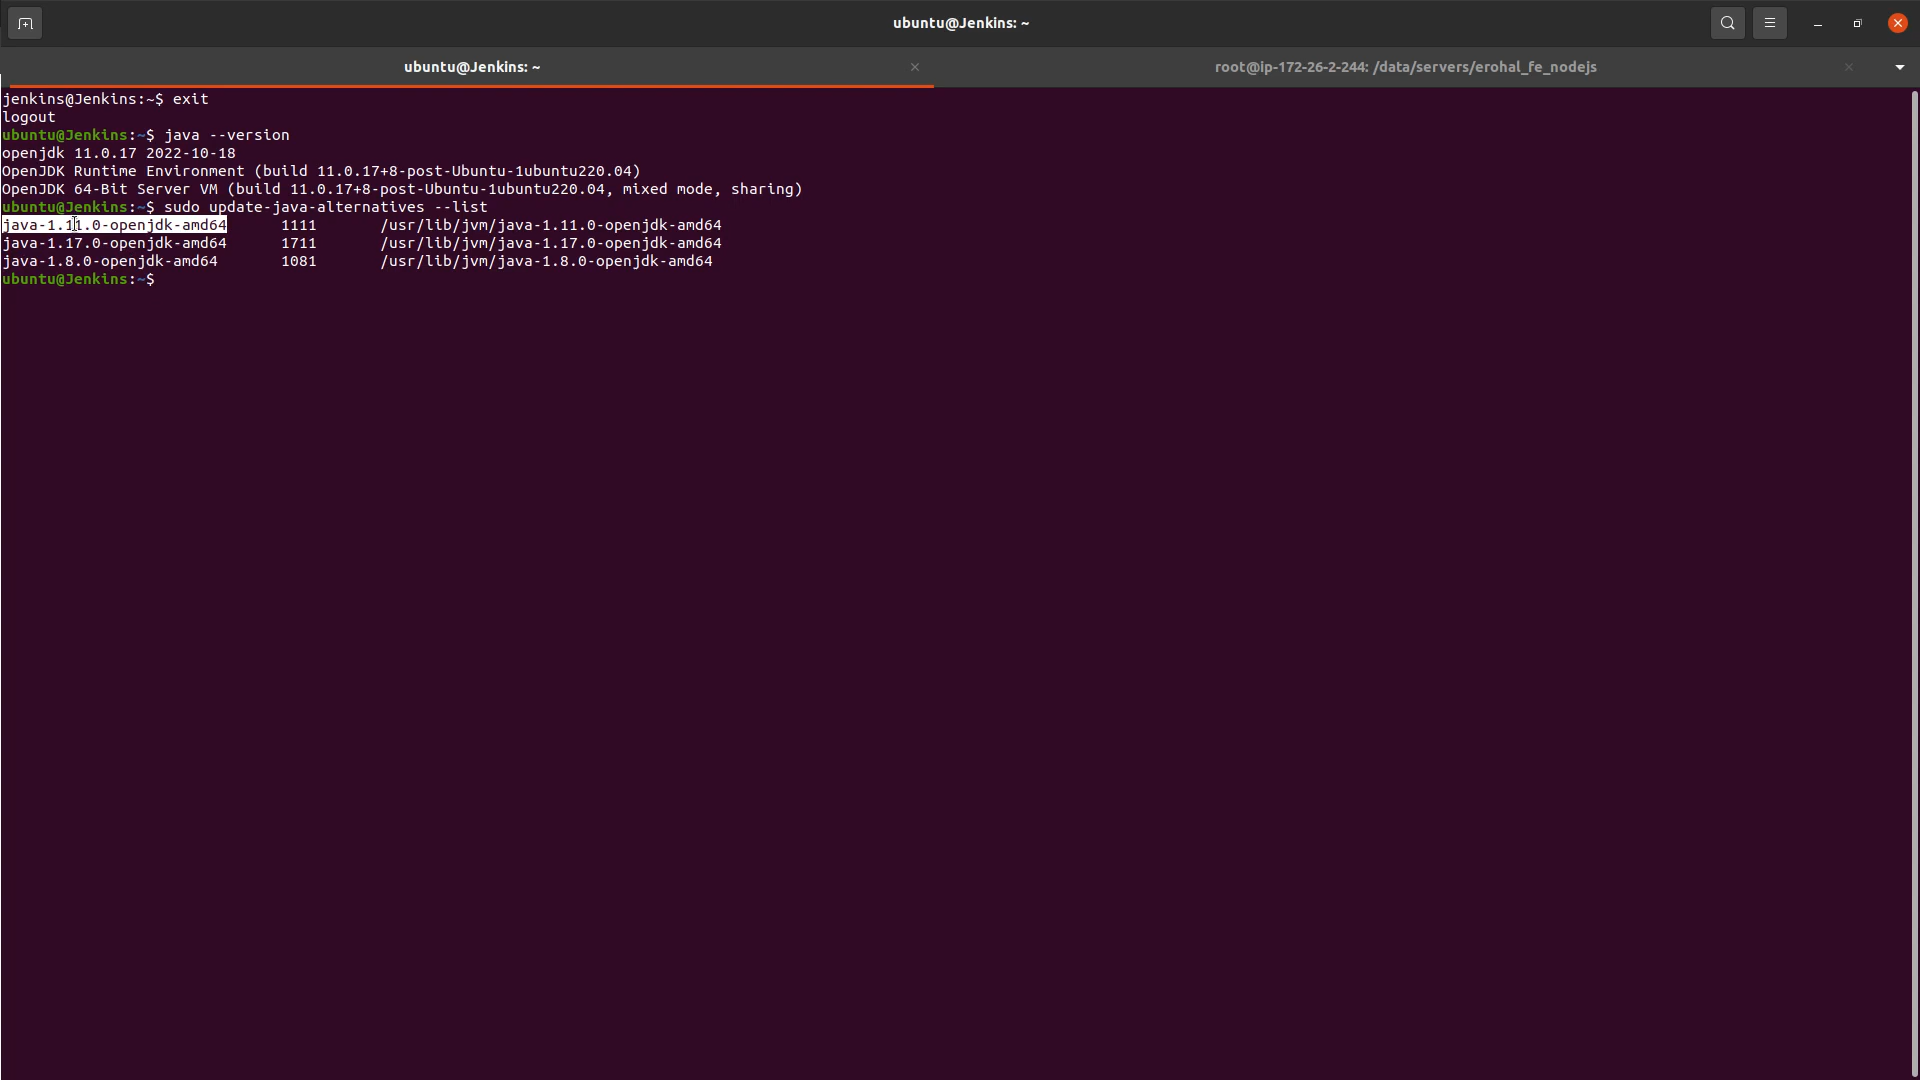 ubuntu@Jenkins: ~
ubuntu@Jenkins: ~
root@ip-172-26-2-244: /data/servers/erohal_fe_nodejs
jenkins@Jenkins:~$ exit
logout
ubuntu@Jenkins:~$ java --version
openjdk 11.0.17 2022-10-18
OpenJDK Runtime Environment (build 11.0.17+8-post-Ubuntu-1ubuntu220.04)
OpenJDK 64-Bit Server VM (build 11.0.17+8-post-Ubuntu-1ubuntu220.04, mixed mode, sharing)
ubuntu@Jenkins:~$ sudo update-java-alternatives --list
java-1.11.0-openjdk-amd64      1111       /usr/lib/jvm/java-1.11.0-openjdk-amd64
java-1.17.0-openjdk-amd64      1711       /usr/lib/jvm/java-1.17.0-openjdk-amd64
java-1.8.0-openjdk-amd64       1081       /usr/lib/jvm/java-1.8.0-openjdk-amd64
ubuntu@Jenkins:~$